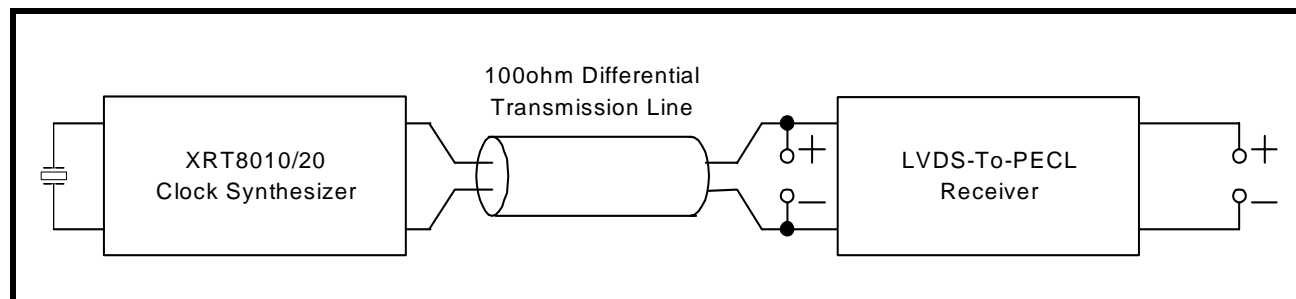 100ohm Differential
Transmission Line
XRT8010/20
Clock Synthesizer
+
−
LVDS-To-PECL
Receiver
+
−